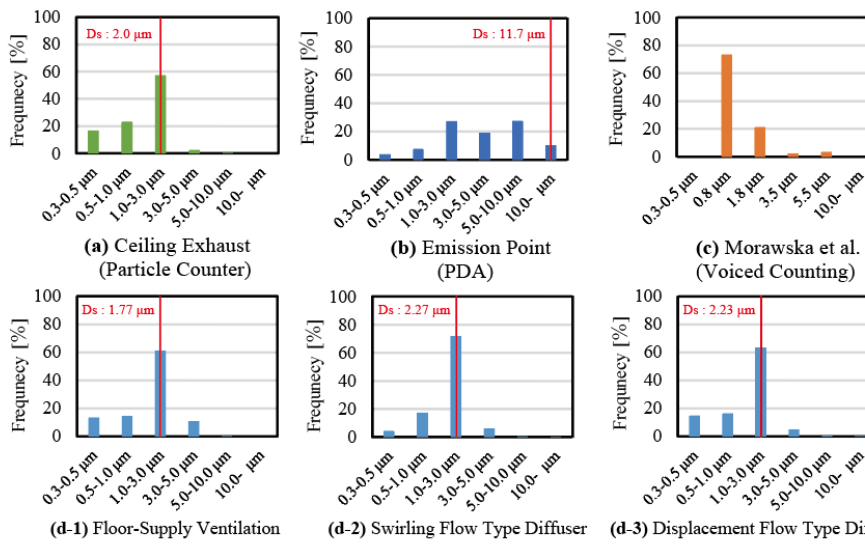 100
80
60
40
20
0
Frequnecy [%]
Ds : 2.0 μm
0.3-0.5 μm
0.5-1.0 μm
1.0-3.0 μm
3.0-5.0 μm
5.0-10.0 μm
10.0- μm
(a) Ceiling Exhaust
(Particle Counter)
100
80
60
40
20
0
Frequnecy [%]
Ds : 11.7 μm
0.3-0.5 μm
0.5-1.0 μm
1.0-3.0 μm
3.0-5.0 μm
5.0-10.0 μm
10.0- μm
(b) Emission Point
(PDA)
100
80
60
40
20
0
Frequnecy [%]
0.3-0.5 μm
0.8 μm
1.8 μm
3.5 μm
5.5 μm
10.0- μm
(c) Morawska et al.
(Voiced Counting)
100
80
60
40
20
0
Frequnecy [%]
Ds : 1.77 μm
0.3-0.5 μm
0.5-1.0 μm
1.0-3.0 μm
3.0-5.0 μm
5.0-10.0 μm
10.0- μm
(d-1) Floor-Supply Ventilation
100
80
60
40
20
0
Frequnecy [%]
Ds : 2.27 μm
0.3-0.5 μm
0.5-1.0 μm
1.0-3.0 μm
3.0-5.0 μm
5.0-10.0 μm
10.0- μm
(d-2) Swirling Flow Type Diffuser
100
80
60
40
20
0
Frequnecy [%]
Ds : 2.23 μm
0.3-0.5 μm
0.5-1.0 μm
1.0-3.0 μm
3.0-5.0 μm
5.0-10.0 μm
10.0- μm
(d-3) Displacement Flow Type